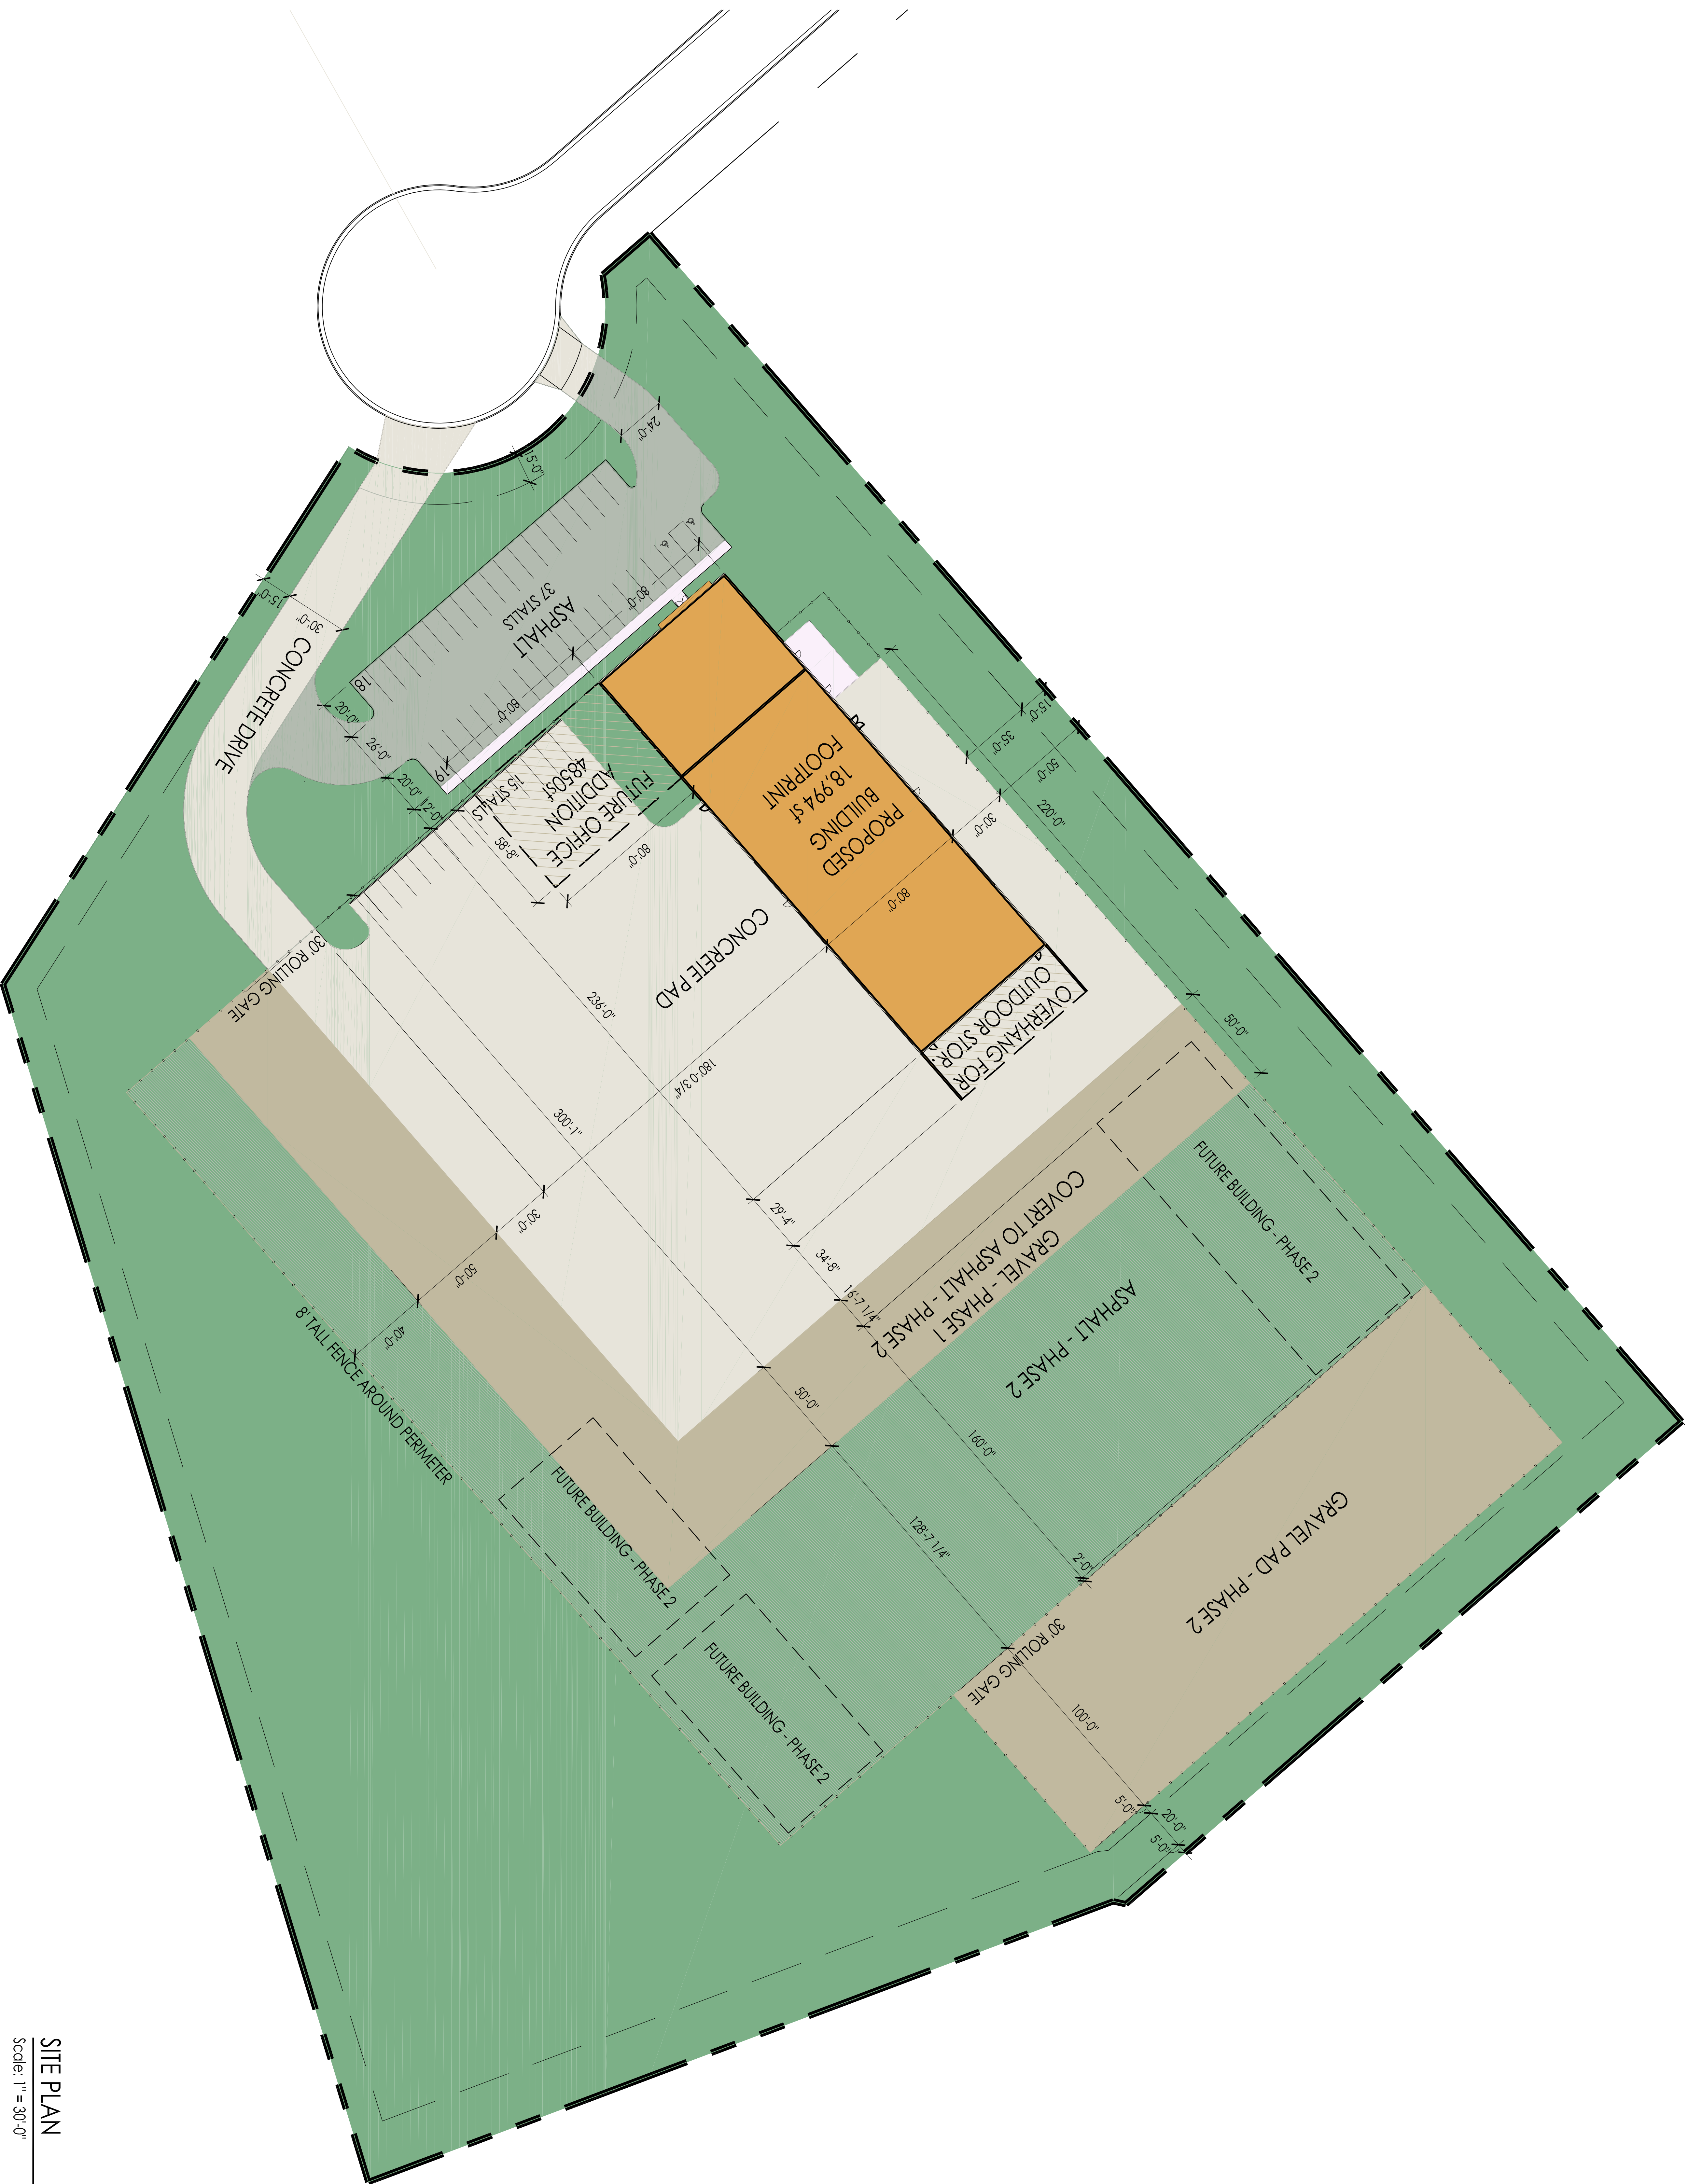 24'-0"
15'-0"
15'-0"
30'-0"
CONCRETE DRIVE
ASPHALT
37 STALLS
80'-0"
80'-0"
18
19
20'-0"
26'-0"
20'-0"
12'-0"
15 STALLS
FUTURE OFFICE
ADDITION
4850sf
58'-8"
80'-0"
PROPOSED
BUILDING
18,994 sf
FOOTPRINT
15'-0"
35'-0"
50'-0"
220'-0"
30'-0"
80'-0"
CONCRETE PAD
OVERHANG FOR
OUTDOOR STOR.
50'-0"
30' ROLLING GATE
236'-0"
180'-0 3/4"
300'-1"
29'-4"
34'-8"
16'-7 1/4"
30'-0"
50'-0"
40'-0"
8' TALL FENCE AROUND PERIMETER
GRAVEL - PHASE 1
COVERT TO ASPHALT - PHASE 2
ASPHALT - PHASE 2
FUTURE BUILDING - PHASE 2
50'-0"
160'-0"
128'-7 1/4"
2'-0"
FUTURE BUILDING - PHASE 2
FUTURE BUILDING - PHASE 2
GRAVEL PAD - PHASE 2
30' ROLLING GATE
100'-0"
5'-0"
20'-0"
5'-0"
SITE PLAN
Scale: 1" = 30'-0"